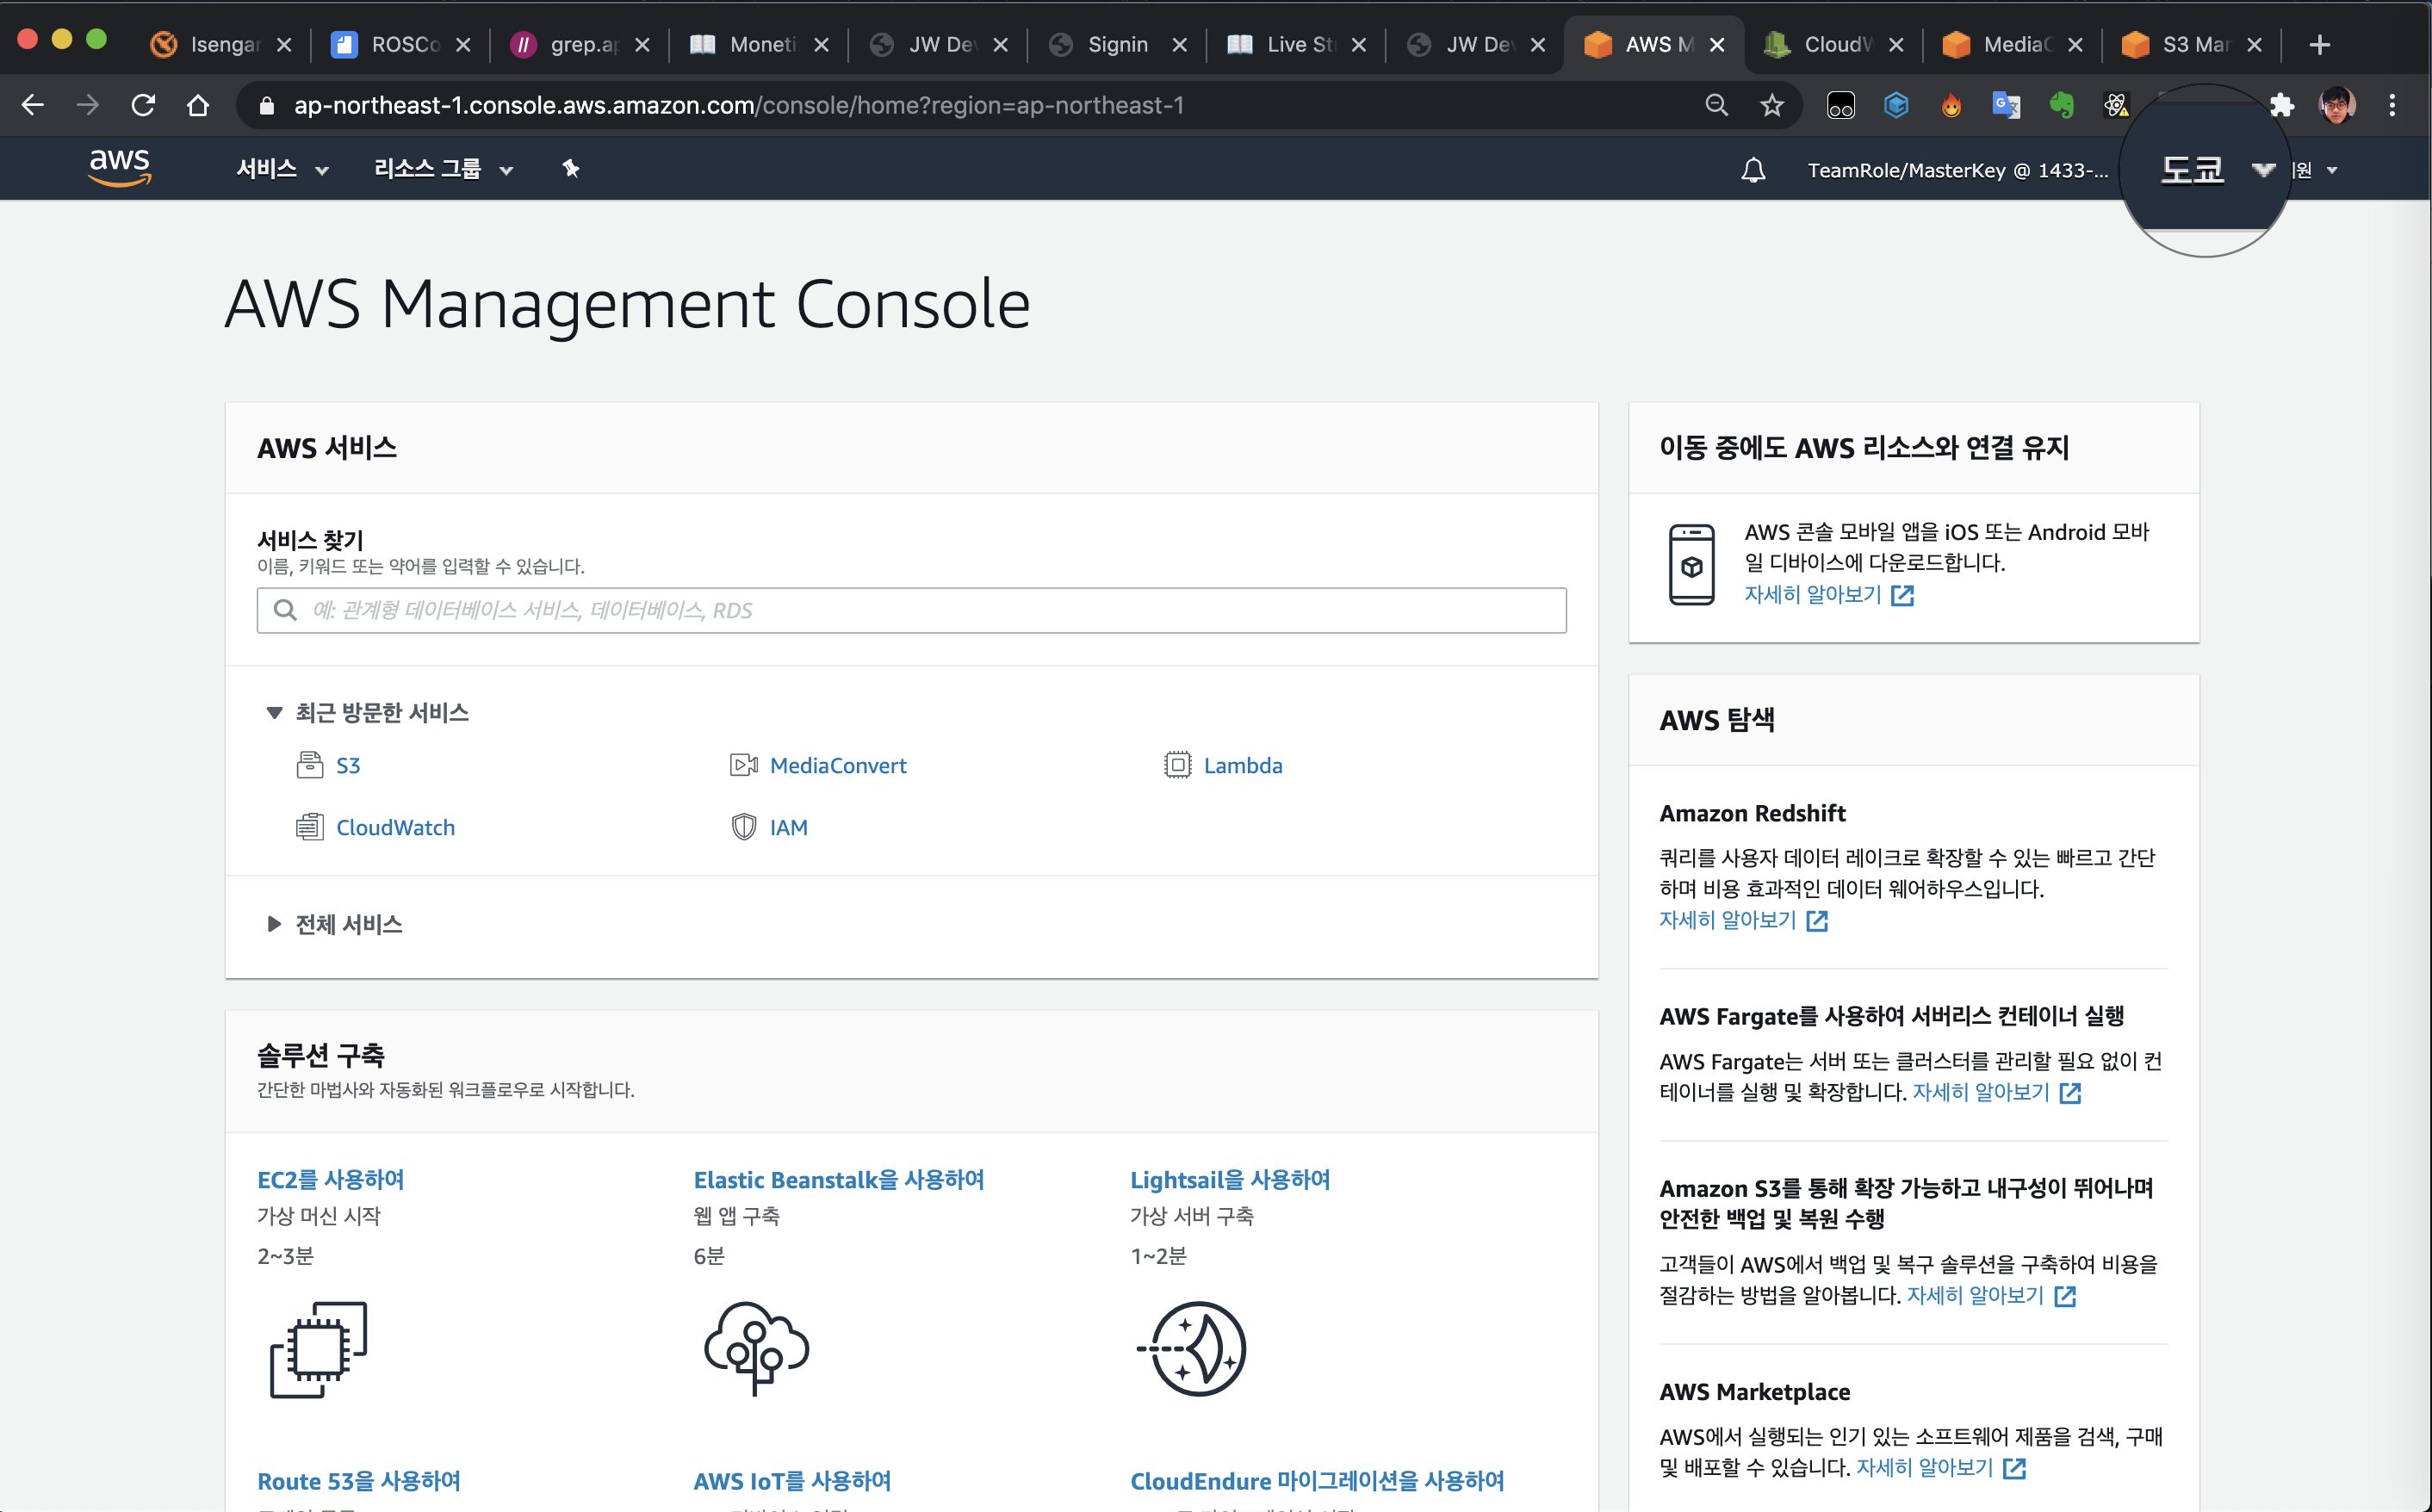 Isengar
ROSCo
grep.ap
Moneti
JW Dev
Signin
Live Str
JW Dev
AWS M
CloudW
MediaC
S3 Mar
ap-northeast-1.console.aws.amazon.com/console/home?region=ap-northeast-1
aws
서비스
리소스 그룹
TeamRole/MasterKey @ 1433-...
도쿄
원
AWS Management Console
AWS 서비스
서비스 찾기
이름, 키워드 또는 약어를 입력할 수 있습니다.
예: 관계형 데이터베이스 서비스, 데이터베이스, RDS
최근 방문한 서비스
S3
MediaConvert
Lambda
CloudWatch
IAM
전체 서비스
솔루션 구축
간단한 마법사와 자동화된 워크플로우로 시작합니다.
EC2를 사용하여
가상 머신 시작
2~3분
Elastic Beanstalk을 사용하여
웹 앱 구축
6분
Lightsail을 사용하여
가상 서버 구축
1~2분
Route 53을 사용하여
AWS IoT를 사용하여
CloudEndure 마이그레이션을 사용하여
이동 중에도 AWS 리소스와 연결 유지
AWS 콘솔 모바일 앱을 iOS 또는 Android 모바
일 디바이스에 다운로드합니다.
자세히 알아보기
AWS 탐색
Amazon Redshift
쿼리를 사용자 데이터 레이크로 확장할 수 있는 빠르고 간단
하며 비용 효과적인 데이터 웨어하우스입니다.
자세히 알아보기
AWS Fargate를 사용하여 서버리스 컨테이너 실행
AWS Fargate는 서버 또는 클러스터를 관리할 필요 없이 컨
테이너를 실행 및 확장합니다. 자세히 알아보기
Amazon S3를 통해 확장 가능하고 내구성이 뛰어나며
안전한 백업 및 복원 수행
고객들이 AWS에서 백업 및 복구 솔루션을 구축하여 비용을
절감하는 방법을 알아봅니다. 자세히 알아보기
AWS Marketplace
AWS에서 실행되는 인기 있는 소프트웨어 제품을 검색, 구매
및 배포할 수 있습니다. 자세히 알아보기